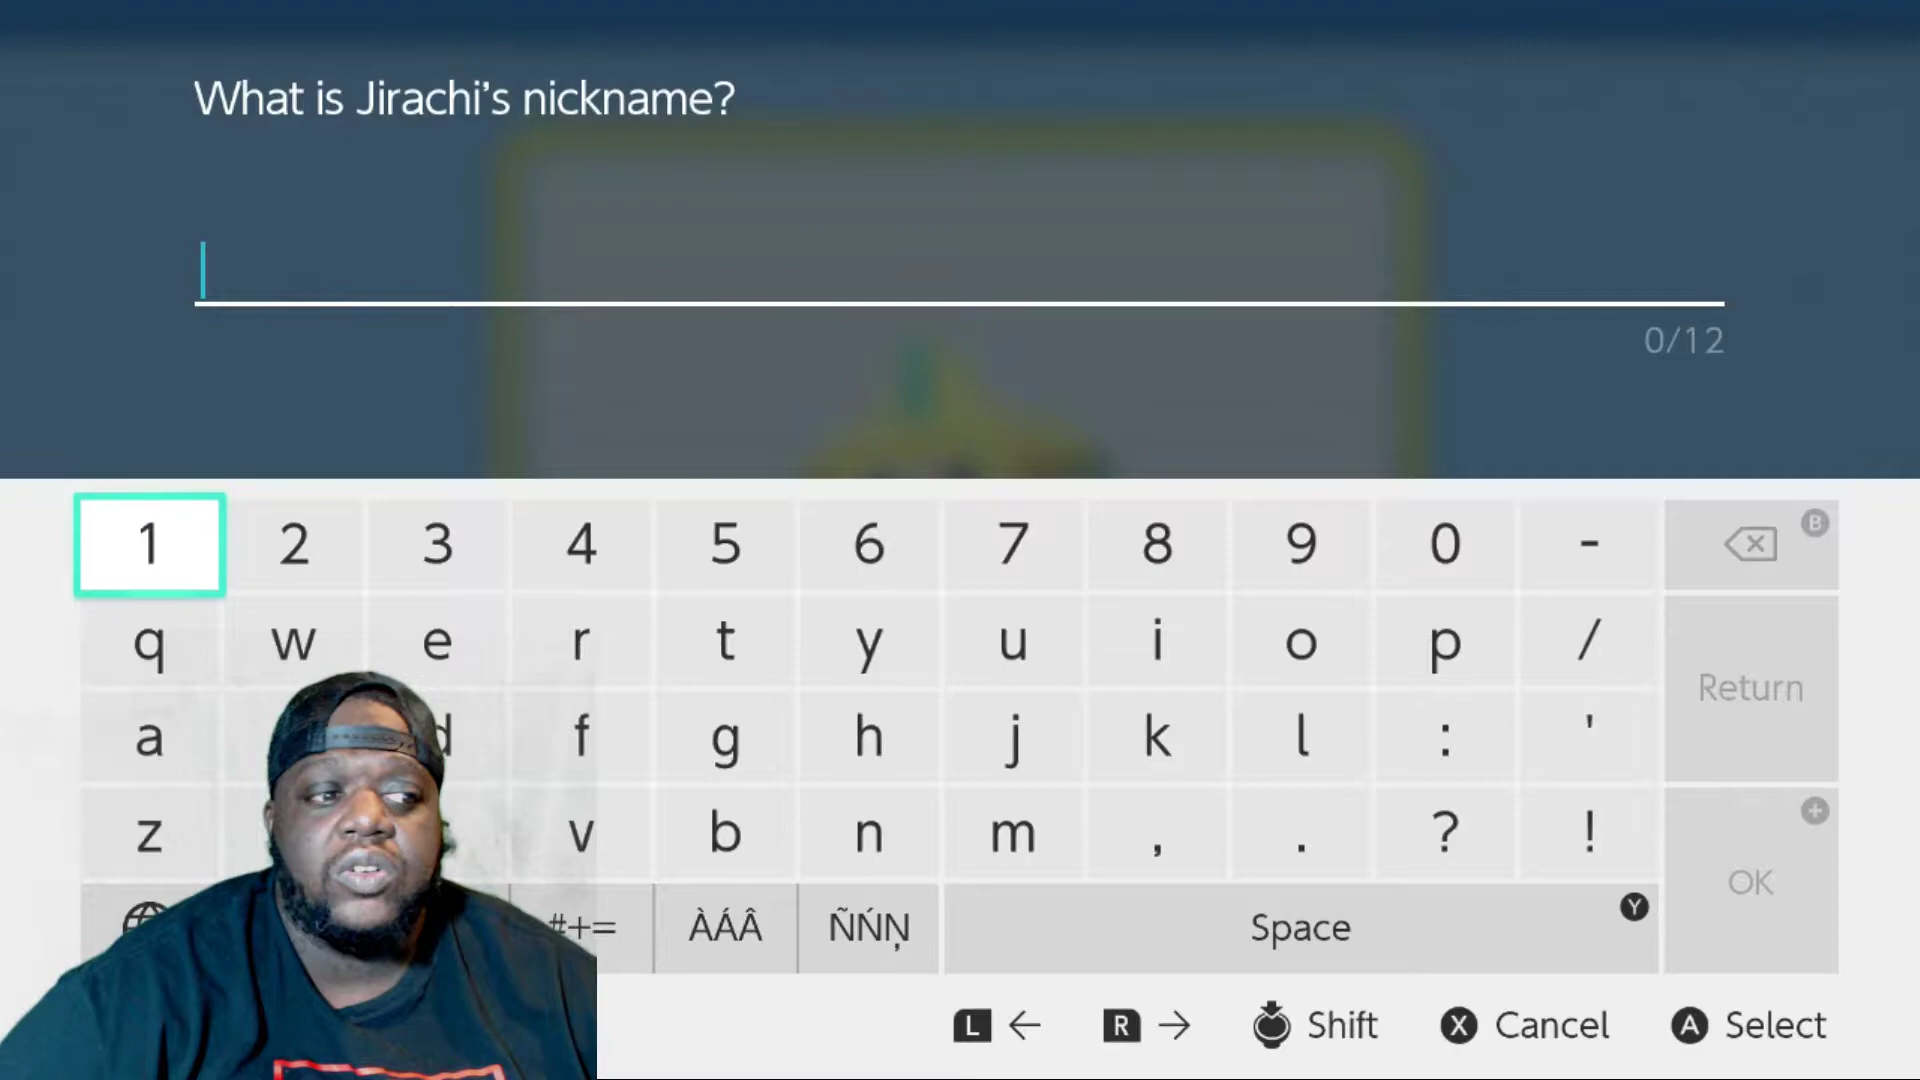 What is Jirachi's nickname?
0/12
1 2 3 4 5 6 7 8 9 0 - B
q w e r t y u i o p / Return
a d f g h j k l : '
z v b n m , . ? ! + OK
#+= ÀÁÂ ÑŃŅ Space Y
L ← R → Shift X Cancel A Select